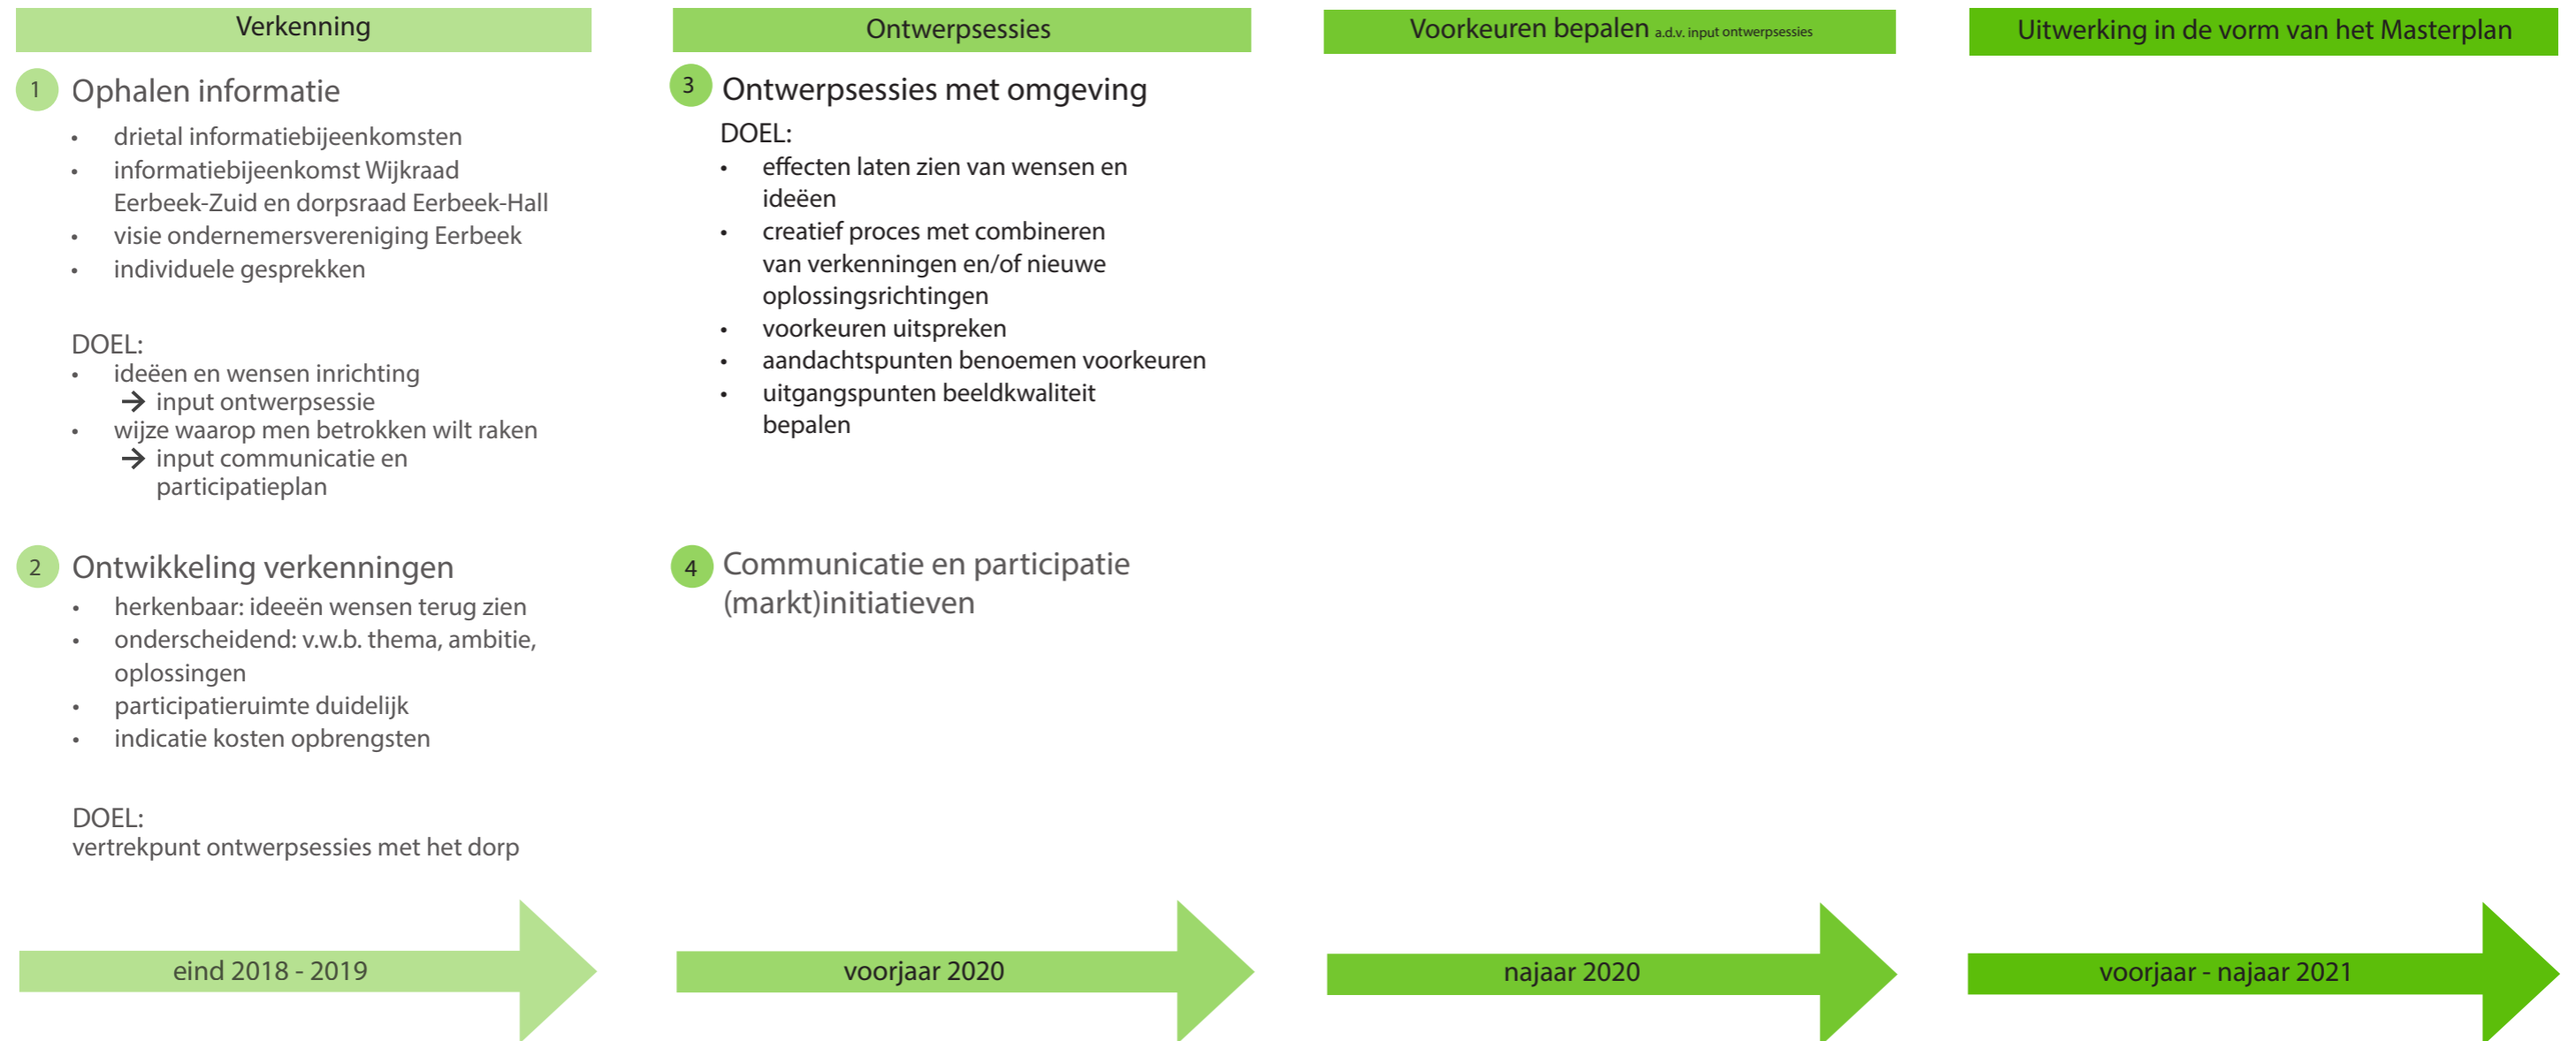 Verkenning
1 Ophalen informatie
• drietal informatiebijeenkomsten
• informatiebijeenkomst Wijkraad
Eerbeek-Zuid en dorpsraad Eerbeek-Hall
• visie ondernemersvereniging Eerbeek
• individuele gesprekken
DOEL:
• ideëen en wensen inrichting
→ input ontwerpsessie
• wijze waarop men betrokken wilt raken
→ input communicatie en
participatieplan
2 Ontwikkeling verkenningen
• herkenbaar: ideeën wensen terug zien
• onderscheidend: v.w.b. thema, ambitie,
oplossingen
• participatieruimte duidelijk
• indicatie kosten opbrengsten
DOEL:
vertrekpunt ontwerpsessies met het dorp
eind 2018 - 2019
Ontwerpsessies
3 Ontwerpsessies met omgeving
DOEL:
• effecten laten zien van wensen en
ideëen
• creatief proces met combineren
van verkenningen en/of nieuwe
oplossingsrichtingen
• voorkeuren uitspreken
• aandachtspunten benoemen voorkeuren
• uitgangspunten beeldkwaliteit
bepalen
4 Communicatie en participatie
(markt)initiatieven
voorjaar 2020
Voorkeuren bepalen a.d.v. input ontwerpsessies
najaar 2020
Uitwerking in de vorm van het Masterplan
voorjaar - najaar 2021